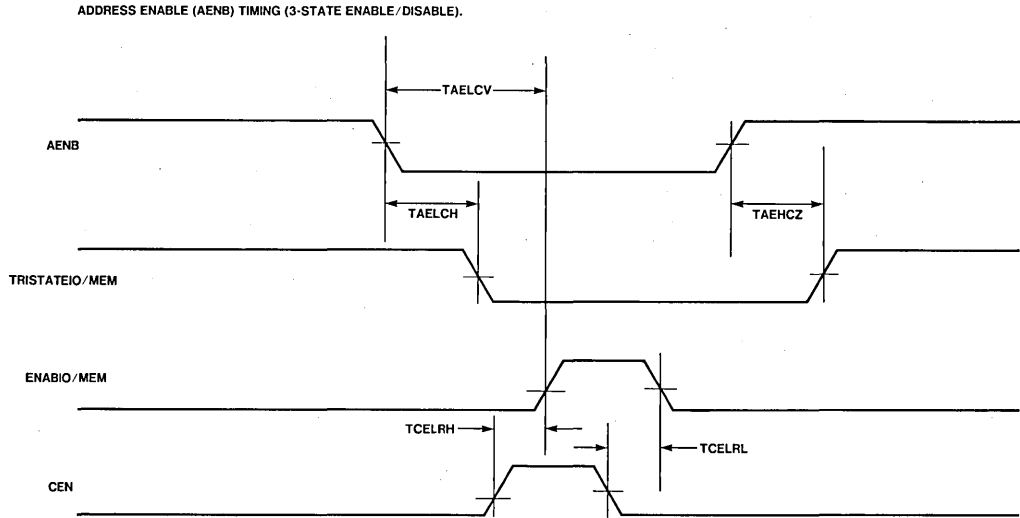 ADDRESS ENABLE (AENB) TIMING (3-STATE ENABLE/DISABLE).
TAELCV
AENB
TAELCH
TAEHCZ
TRISTATEIO/MEM
ENABIO/MEM
TCELRH
TCELRL
CEN